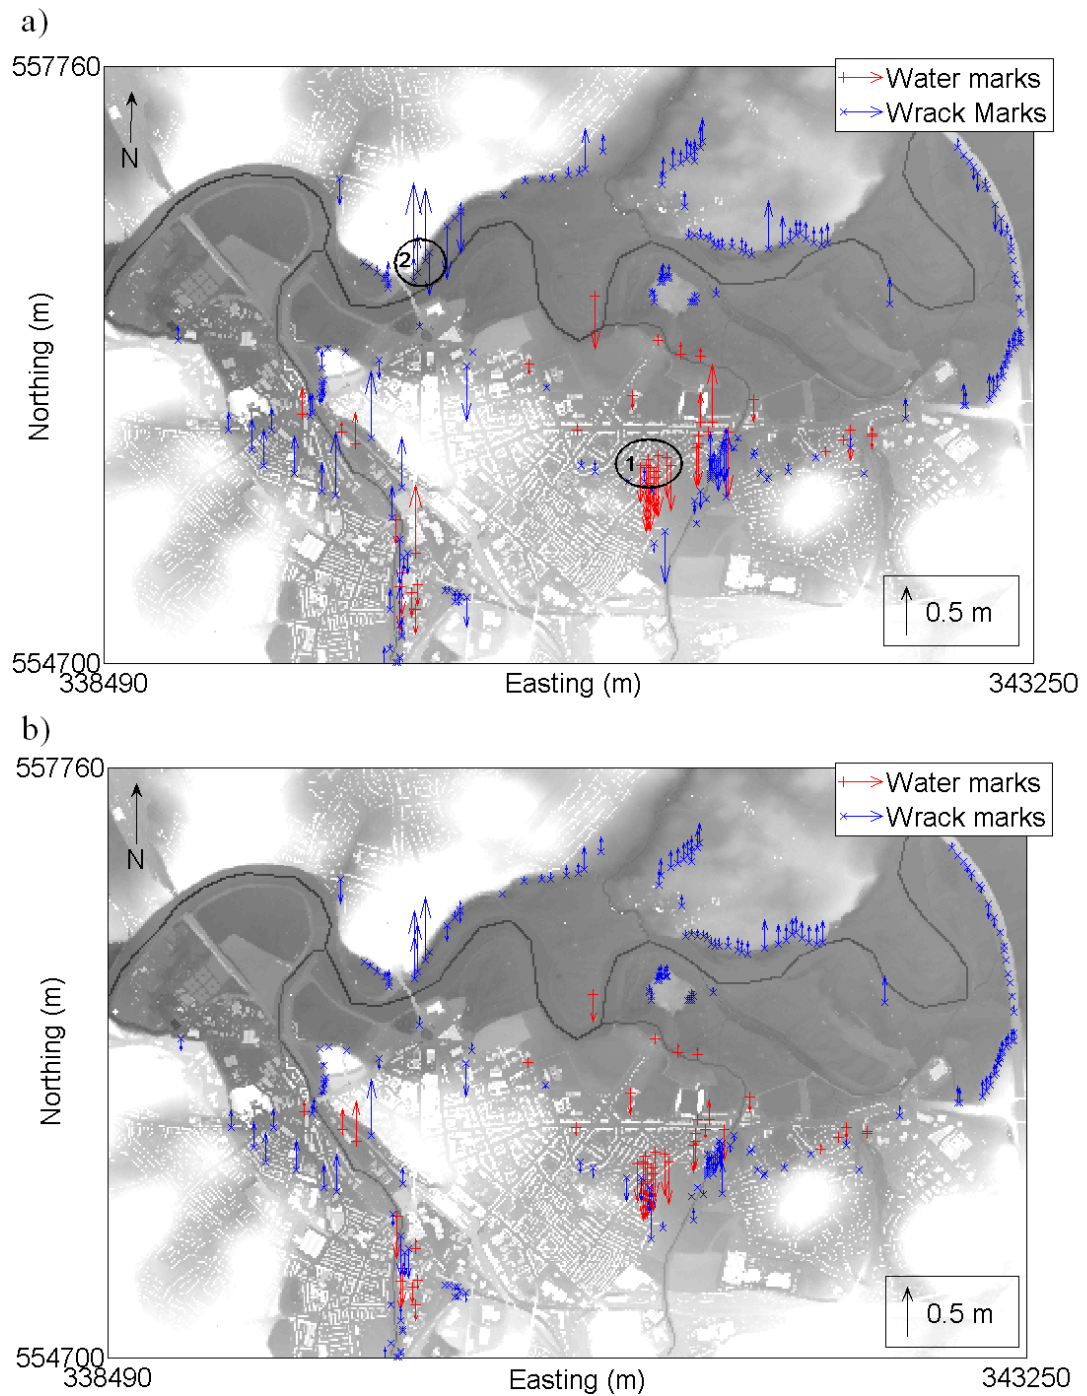 a)
557760
Water marks
Wrack Marks
N
2
Northing (m)
1
0.5 m
554700
338490
Easting (m)
343250
b)
557760
Water marks
Wrack marks
N
Northing (m)
0.5 m
554700
338490
Easting (m)
343250